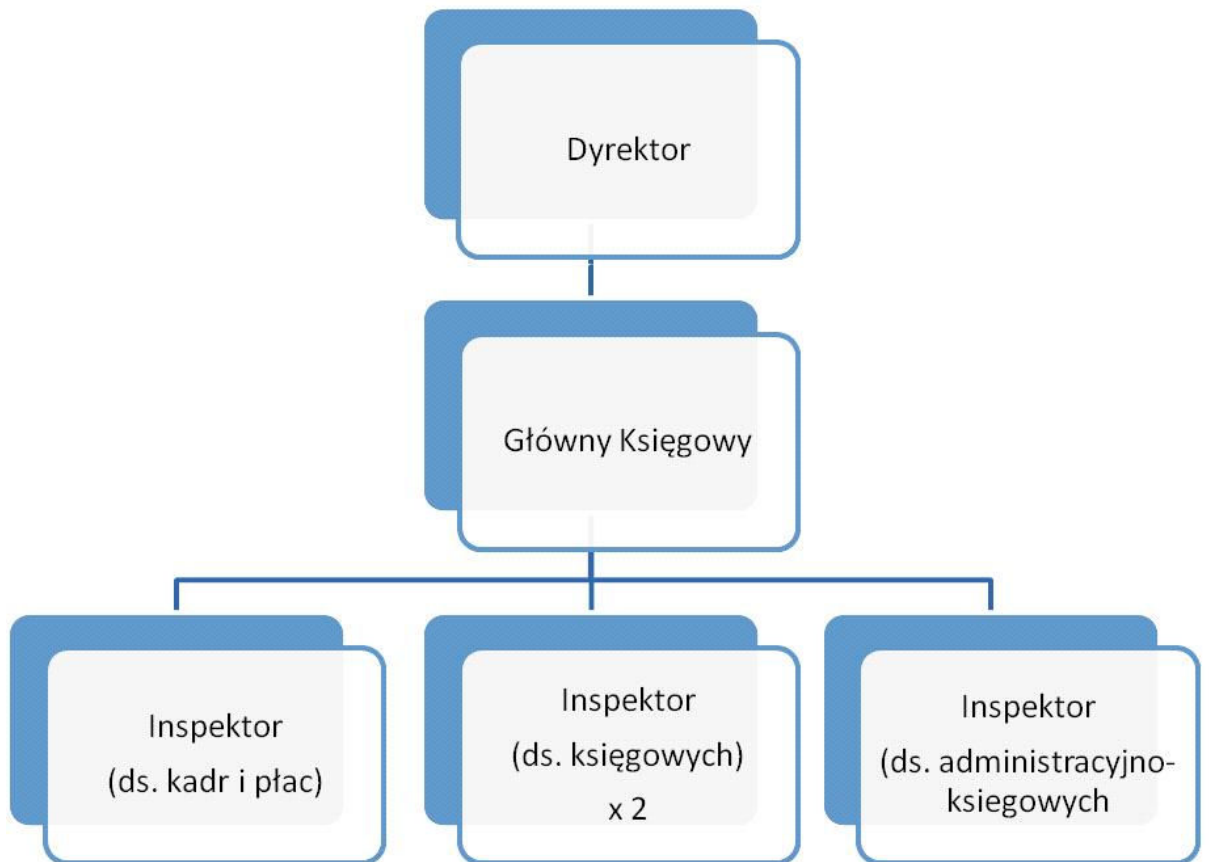 Dyrektor
Główny Księgowy
Inspektor
(ds. kadr i płac)
Inspektor
(ds. księgowych)
x 2
Inspektor
(ds. administracyjno-
ksiegowych